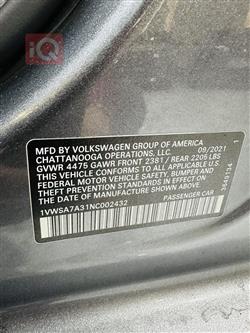 iQ
MFD BY VOLKSWAGEN GROUP OF AMERICA
CHATTANOOGA OPERATIONS, LLC. 09/2021
GVWR 4475 GAWR FRONT 2381 / REAR 2205 LBS
THIS VEHICLE CONFORMS TO ALL APPLICABLE
FEDERAL MOTOR VEHICLE SAFETY, BUMPER, AND
THEFT PREVENTION STANDARDS IN EFFECT ON THE
DATE OF MANUFACTURE SHOWN ABOVE.
1VWSA7A31NC002432 PASSENGER CAR
1